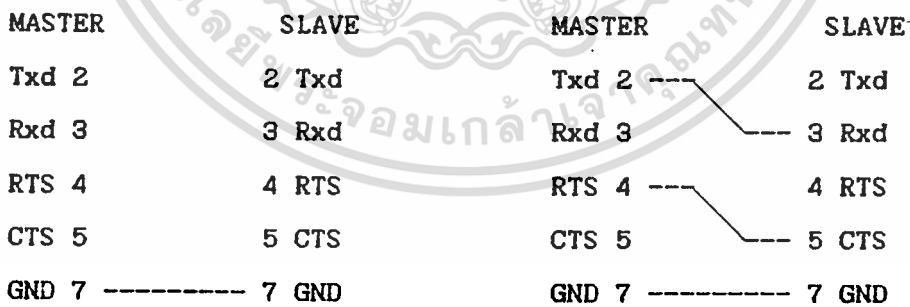 MASTER SLAVE MASTER SLAVE
Txd 2 2 Txd Txd 2 --- 2 Txd
Rxd 3 3 Rxd Rxd 3 --- 3 Rxd
RTS 4 4 RTS RTS 4 --- 4 RTS
CTS 5 5 CTS CTS 5 --- 5 CTS
GND 7 --------- 7 GND GND 7 --------- 7 GND